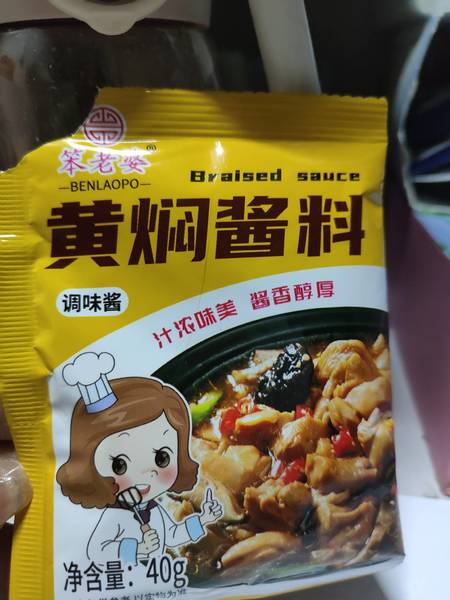 笨老婆®
—BENLAOPO—
Braised sauce
黄焖酱料
调味酱
汁浓味美 酱香醇厚
净含量：40g